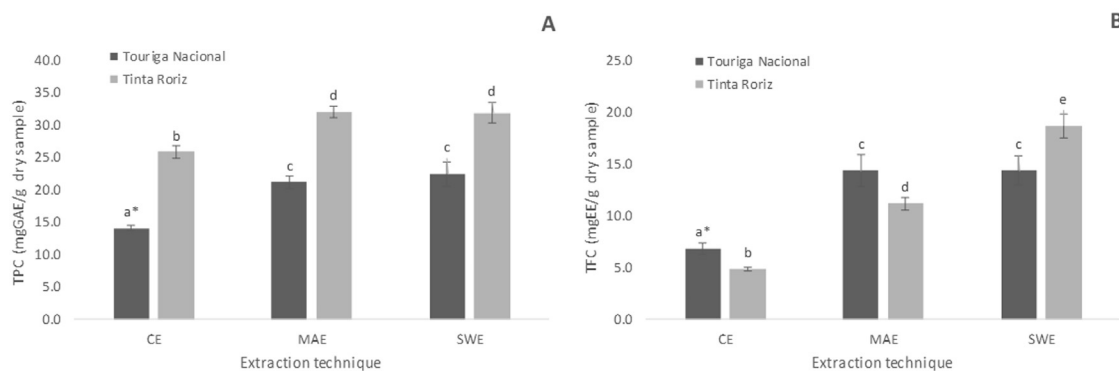 A
Touriga Nacional
Tinta Roriz
TPC (mgGAE/g dry sample)
40.0
35.0
30.0
25.0
20.0
15.0
10.0
5.0
0.0
a*
b
c
d
c
d
CE
MAE
SWE
Extraction technique
B
Touriga Nacional
Tinta Roriz
TFC (mgEE/g dry sample)
25.0
20.0
15.0
10.0
5.0
0.0
a*
b
c
d
c
e
CE
MAE
SWE
Extraction technique